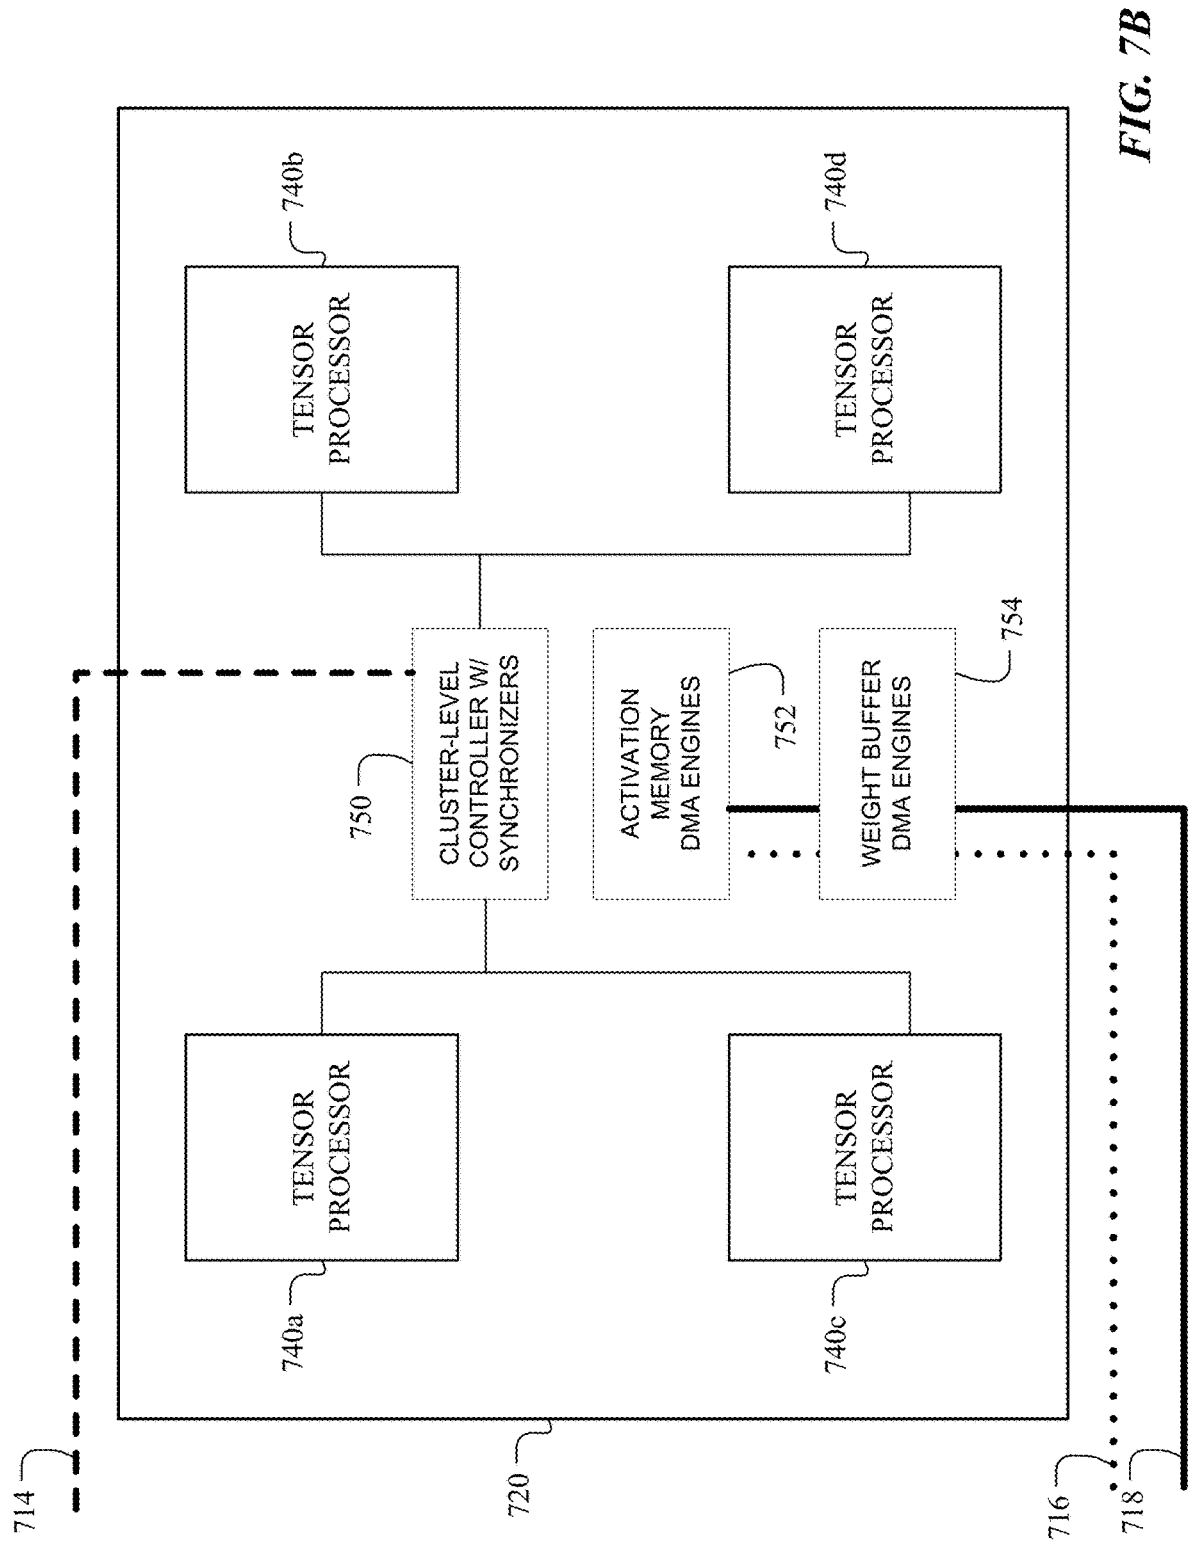 714
720
740a
TENSOR
PROCESSOR
740b
TENSOR
PROCESSOR
750
CLUSTER-LEVEL
CONTROLLER W/
SYNCHRONIZERS
ACTIVATION
MEMORY
DMA ENGINES
752
WEIGHT BUFFER
DMA ENGINES
754
740c
TENSOR
PROCESSOR
740d
TENSOR
PROCESSOR
716
718
FIG. 7B